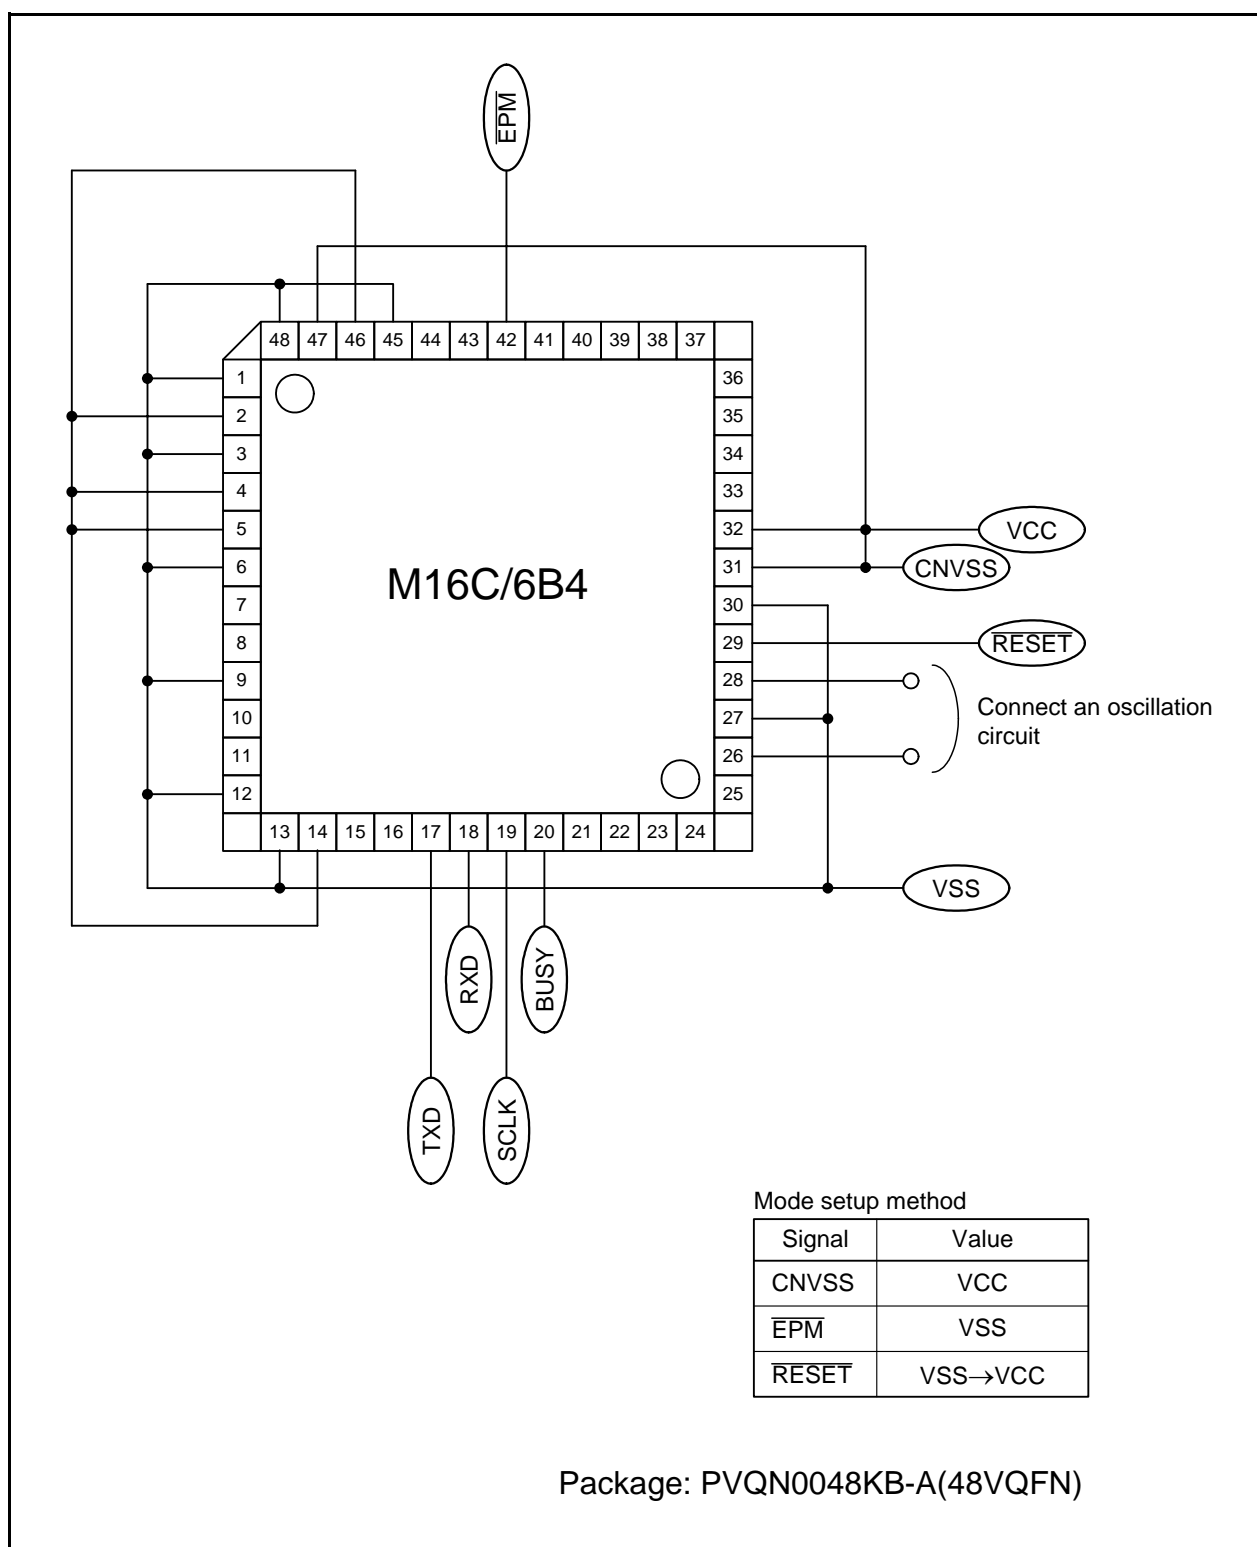 EPM
48 47 46 45 44 43 42 41 40 39 38 37
1 36
2 35
3 34
4 33
5 32 VCC
6 31 CNVSS
M16C/6B4
7 30
8 29 RESET
9 28
10 27
Connect an oscillation
circuit
11 26
12 25
13 14 15 16 17 18 19 20 21 22 23 24
VSS
RXD BUSY
TXD SCLK
Mode setup method
Signal Value
CNVSS VCC
EPM VSS
RESET VSS→VCC
Package: PVQN0048KB-A(48VQFN)